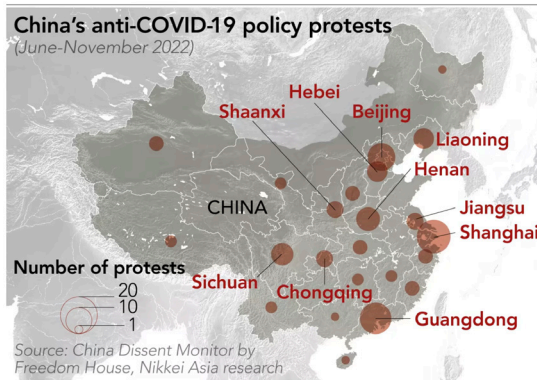 China's anti-COVID-19 policy protests
(June-November 2022)
Hebei
Shaanxi
Beijing
Liaoning
Henan
CHINA
Jiangsu
Shanghai
Number of protests
20
10
1
Sichuan
Chongqing
Guangdong
Source: China Dissent Monitor by
Freedom House, Nikkei Asia research